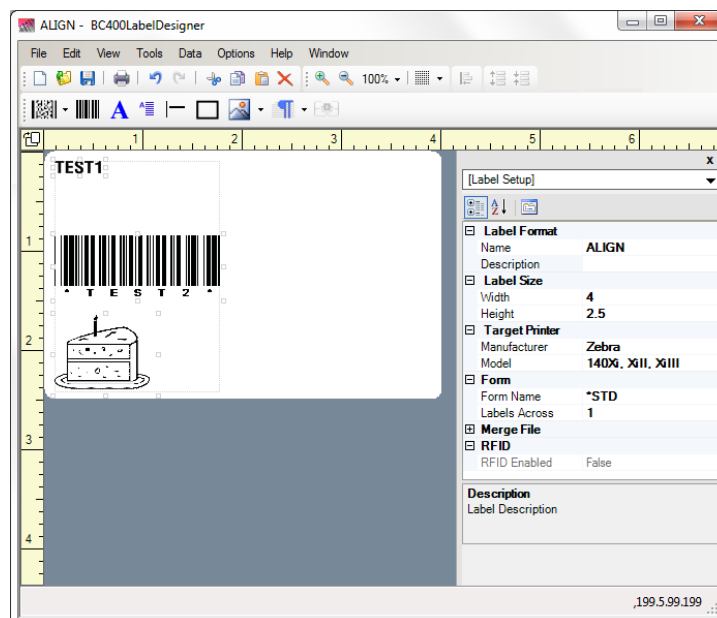 ALIGN - BC400LabelDesigner
File Edit View Tools Data Options Help Window
100%
A
1 2 3 4 5 6
TEST1
1
* T E S T 2 *
2
3
4
x
[Label Setup]
Label Format
Name ALIGN
Description
Label Size
Width 4
Height 2.5
Target Printer
Manufacturer Zebra
Model 140Xi, XiII, XiIII
Form
Form Name *STD
Labels Across 1
Merge File
RFID
RFID Enabled False
Description
Label Description
,199.5.99.199